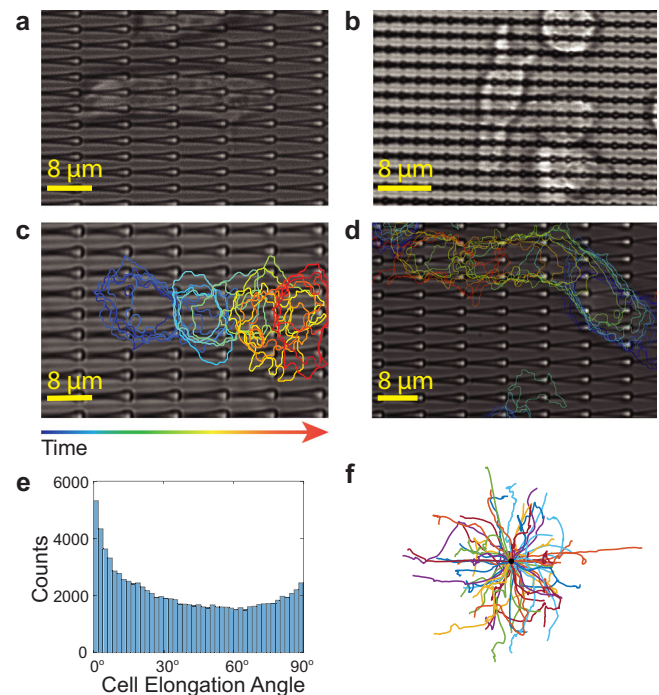 a
b
8 μm
8 μm
c
d
8 μm
8 μm
Time
e
f
6000
4000
2000
0
Counts
0°
30°
60°
90°
Cell Elongation Angle